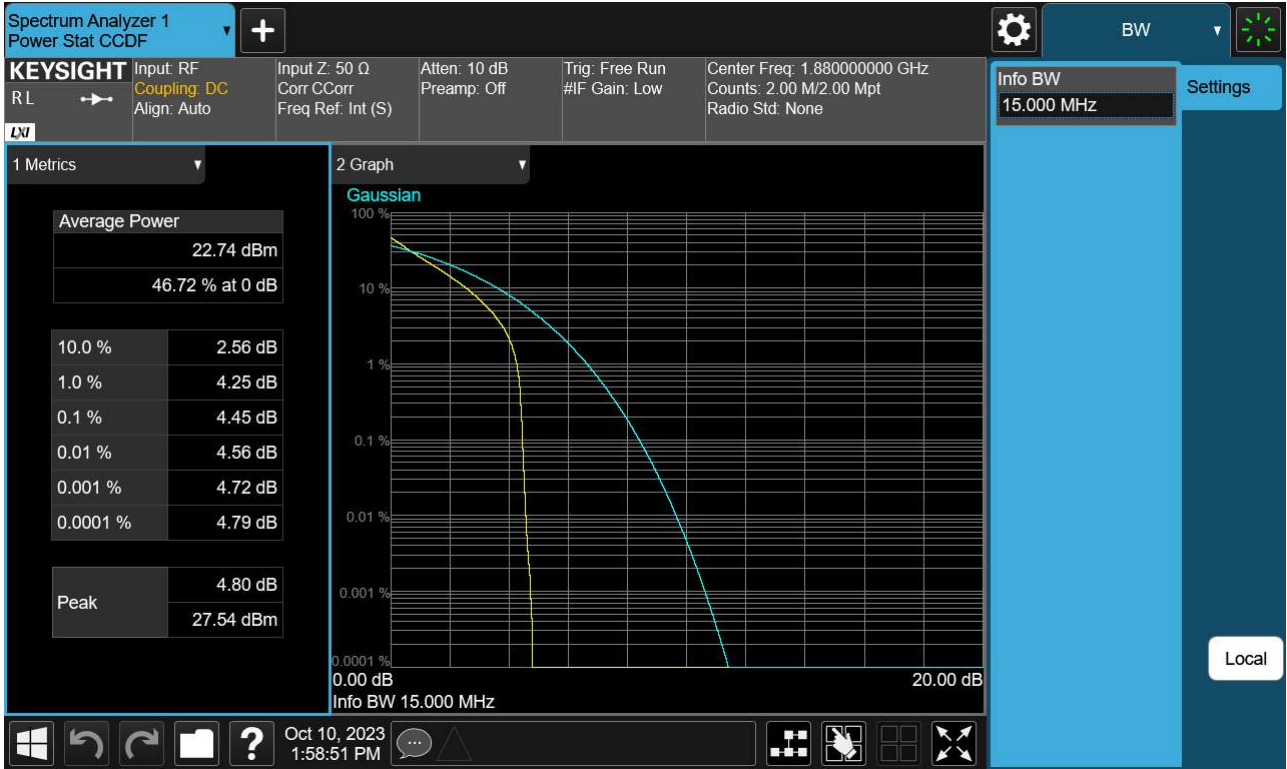 Spectrum Analyzer 1
Power Stat CCDF
+
BW
KEYSIGHT
RL
LXI
Input: RF
Coupling: DC
Align: Auto
Input Z: 50 Ω
Corr CCorr
Freq Ref: Int (S)
Atten: 10 dB
Preamp: Off
Trig: Free Run
#IF Gain: Low
Center Freq: 1.880000000 GHz
Counts: 2.00 M/2.00 Mpt
Radio Std: None
Info BW
15.000 MHz
Settings
1 Metrics
Average Power
22.74 dBm
46.72 % at 0 dB
10.0 % 2.56 dB
1.0 % 4.25 dB
0.1 % 4.45 dB
0.01 % 4.56 dB
0.001 % 4.72 dB
0.0001 % 4.79 dB
Peak
4.80 dB
27.54 dBm
2 Graph
Gaussian
100 %
10 %
1 %
0.1 %
0.01 %
0.001 %
0.0001 %
0.00 dB 20.00 dB
Info BW 15.000 MHz
Local
?
Oct 10, 2023
1:58:51 PM